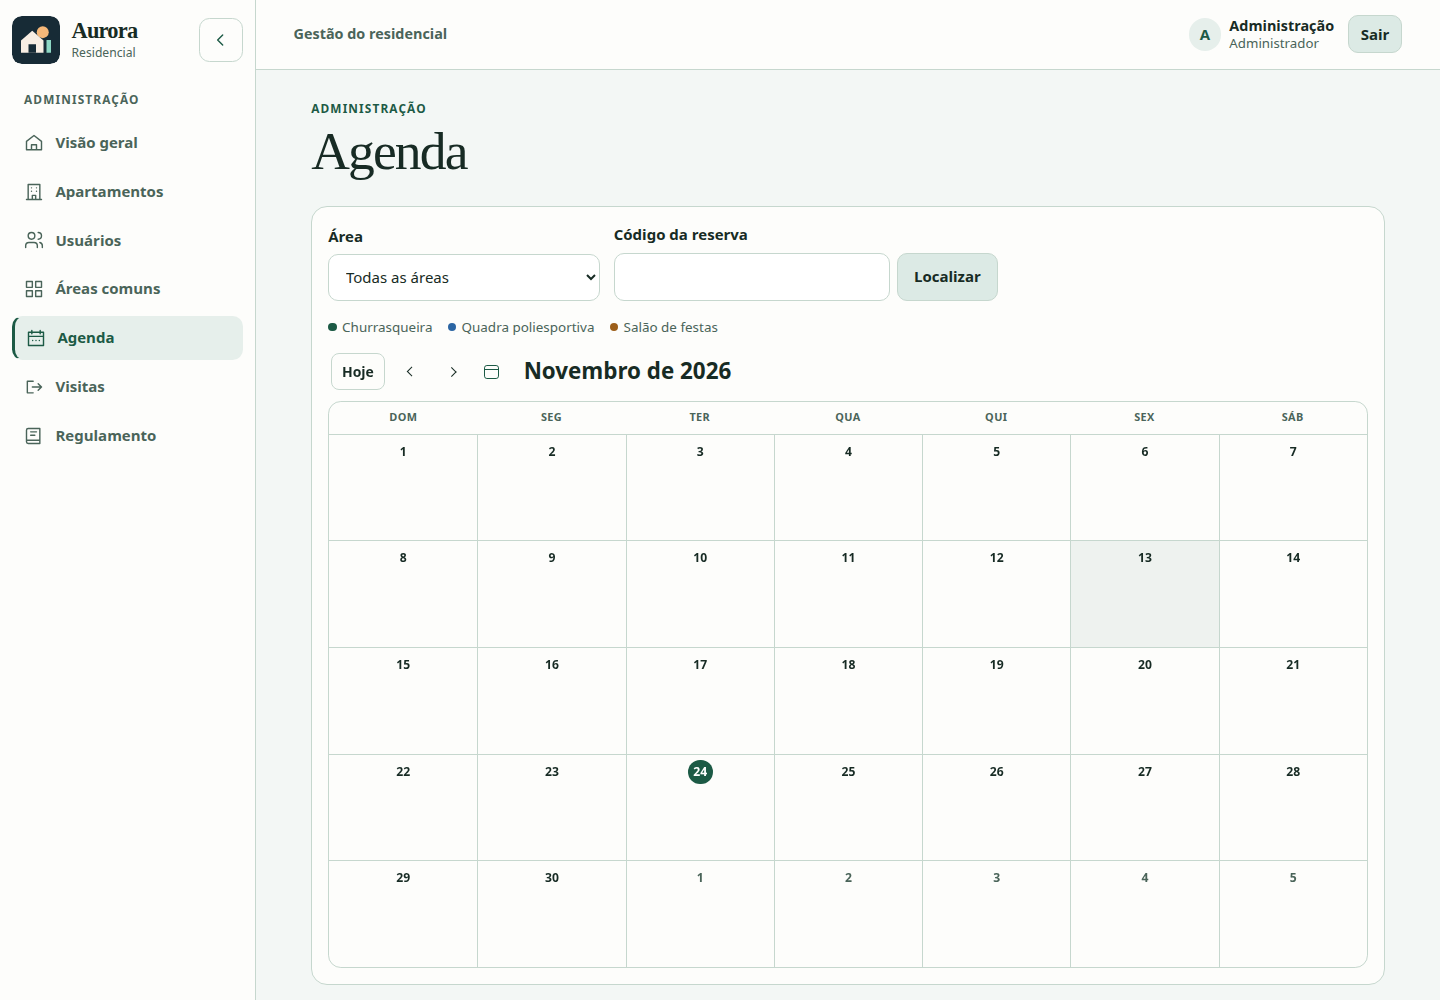 Aurora
Residencial
ADMINISTRAÇÃO
Visão geral
Apartamentos
Usuários
Áreas comuns
Agenda
Visitas
Regulamento
Gestão do residencial
A
Administração
Administrador
Sair
ADMINISTRAÇÃO
Agenda
Área
Código da reserva
Todas as áreas
Localizar
Churrasqueira Quadra poliesportiva Salão de festas
Hoje Novembro de 2026
DOM SEG TER QUA QUI SEX SÁB
1 2 3 4 5 6 7
8 9 10 11 12 13 14
15 16 17 18 19 20 21
22 23 24 25 26 27 28
29 30 1 2 3 4 5